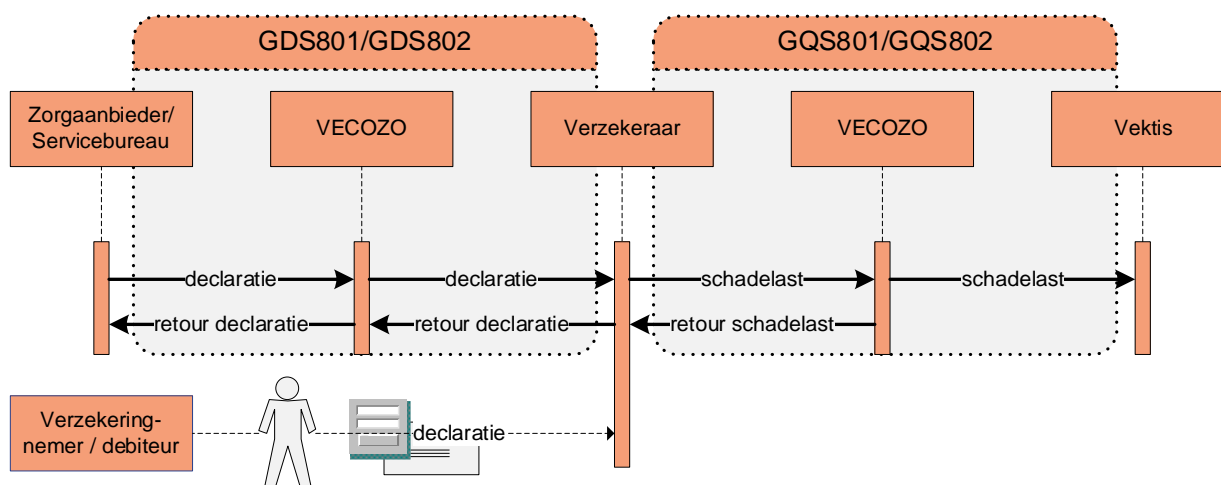 GDS801/GDS802
GQS801/GQS802
Zorgaanbieder/
Servicebureau
VECOZO
Verzekeraar
VECOZO
Vektis
declaratie
declaratie
schadelast
schadelast
retour declaratie
retour declaratie
retour schadelast
Verzekering-
nemer / debiteur
declaratie